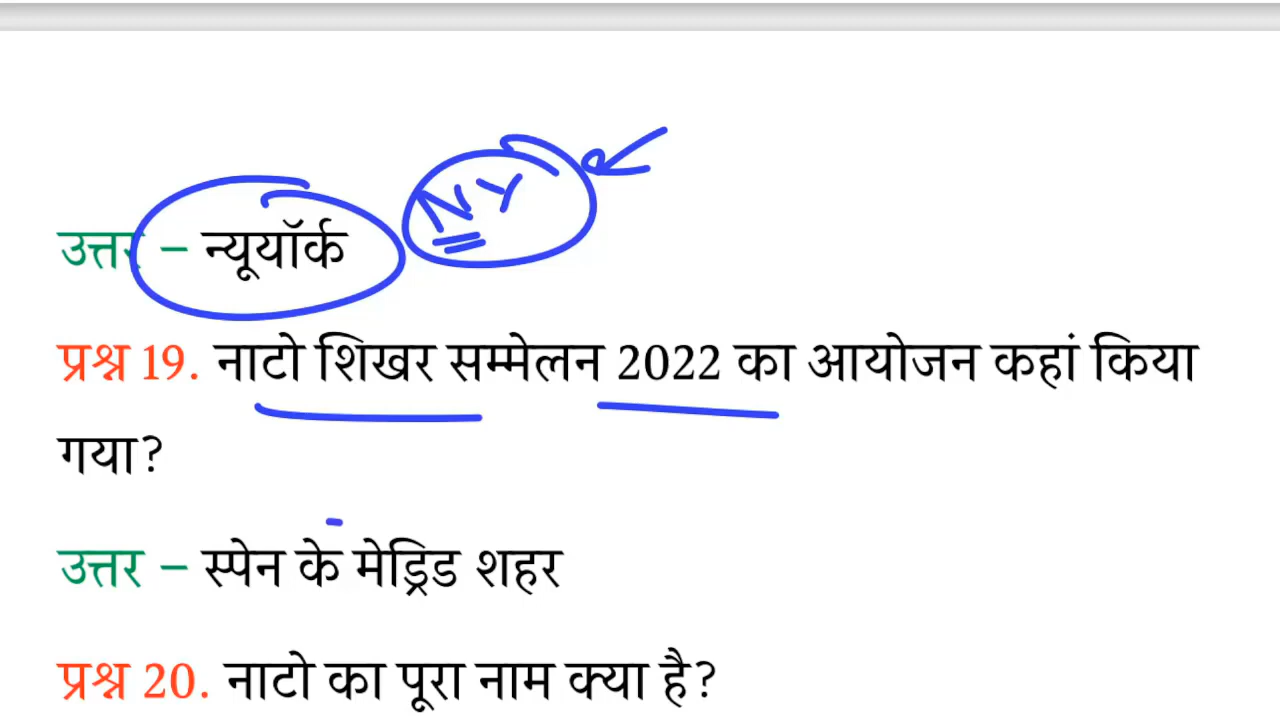 उत्तर – न्यूयॉर्क NY
प्रश्न 19. नाटो शिखर सम्मेलन 2022 का आयोजन कहां किया
गया?
उत्तर – स्पेन के मेड्रिड शहर
प्रश्न 20. नाटो का पूरा नाम क्या है?